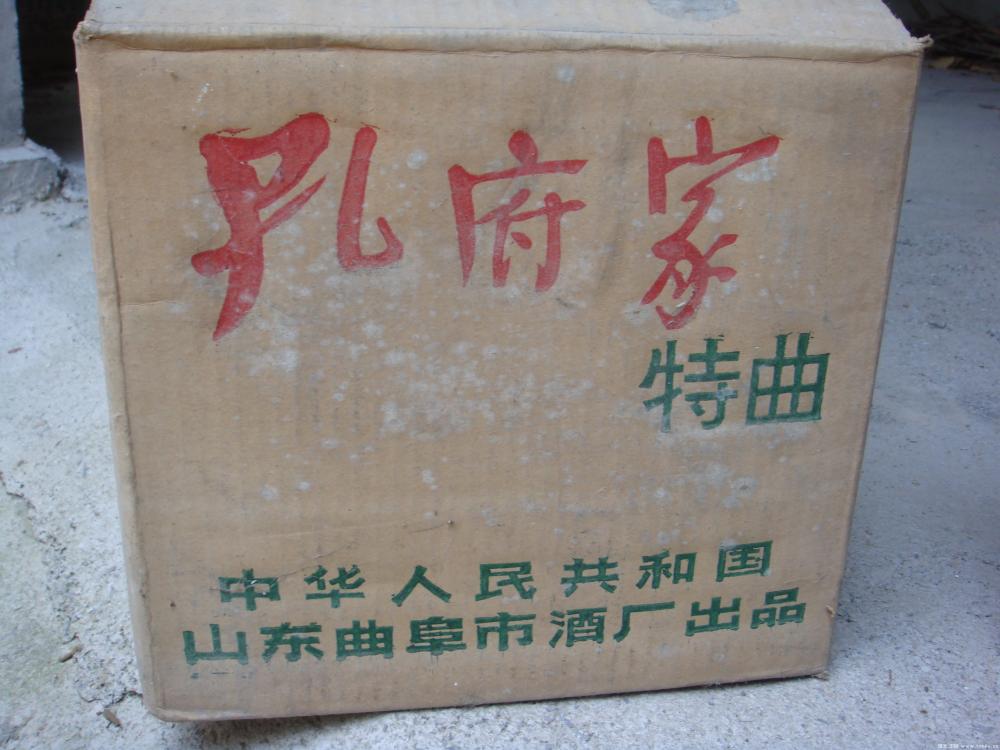 孔府家
特曲
中华人民共和国
山东曲阜市酒厂出品